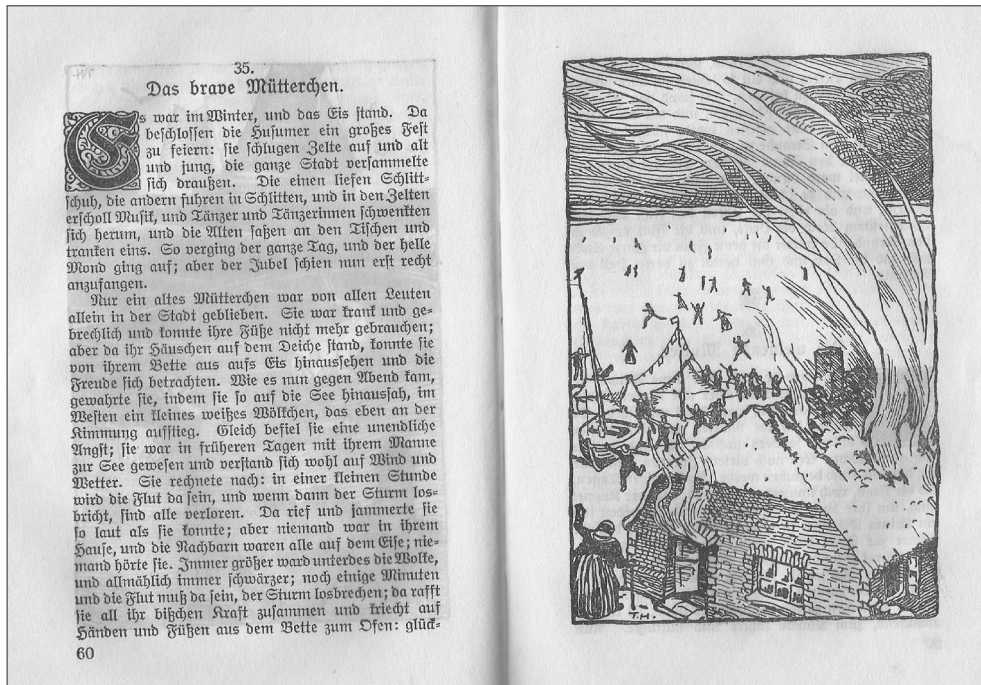 35.
Das brave Mütterchen.
Es war im Winter, und das Eis stand. Da
beschlossen die Husumer ein großes Fest
zu feiern: sie schlugen Zelte auf und alt
und jung, die ganze Stadt versammelte
sich draußen. Die einen liefen Schlitt-
schuh, die andern fuhren in Schlitten, und in den Zelten
erscholl Musik, und Tänzer und Tänzerinnen schwenkten
sich herum, und die Alten saßen an den Tischen und
tranken eins. So verging der ganze Tag, und der helle
Mond ging auf; aber der Jubel schien nun erst recht
anzufangen.
Nur ein altes Mütterchen war von allen Leuten
allein in der Stadt geblieben. Sie war krank und ge-
brechlich und konnte ihre Füße nicht mehr gebrauchen;
aber da ihr Häuschen auf dem Deiche stand, konnte sie
von ihrem Bette aus aufs Eis hinaussehen und die
Freude sich betrachten. Wie es nun gegen Abend kam,
gewahrte sie, indem sie so auf die See hinaussah, im
Westen ein kleines weißes Wölkchen, das eben an der
Kimmung aufstieg. Gleich befiel sie eine unendliche
Angst; sie war in früheren Tagen mit ihrem Manne
zur See gewesen und verstand sich wohl auf Wind und
Wetter. Sie rechnete nach: in einer kleinen Stunde
wird die Flut da sein, und wenn dann der Sturm los-
bricht, sind alle verloren. Da rief und jammerte sie
so laut als sie konnte; aber niemand war in ihrem
Hause, und die Nachbarn waren alle auf dem Eise; nie-
mand hörte sie. Immer größer ward unterdes die Wolke,
und allmählich immer schwärzer; noch einige Minuten
und die Flut muß da sein, der Sturm losbrechen; da rafft
sie all ihr bißchen Kraft zusammen und kriecht auf
Händen und Füßen aus dem Bette zum Ofen: glück-
60
T.H.